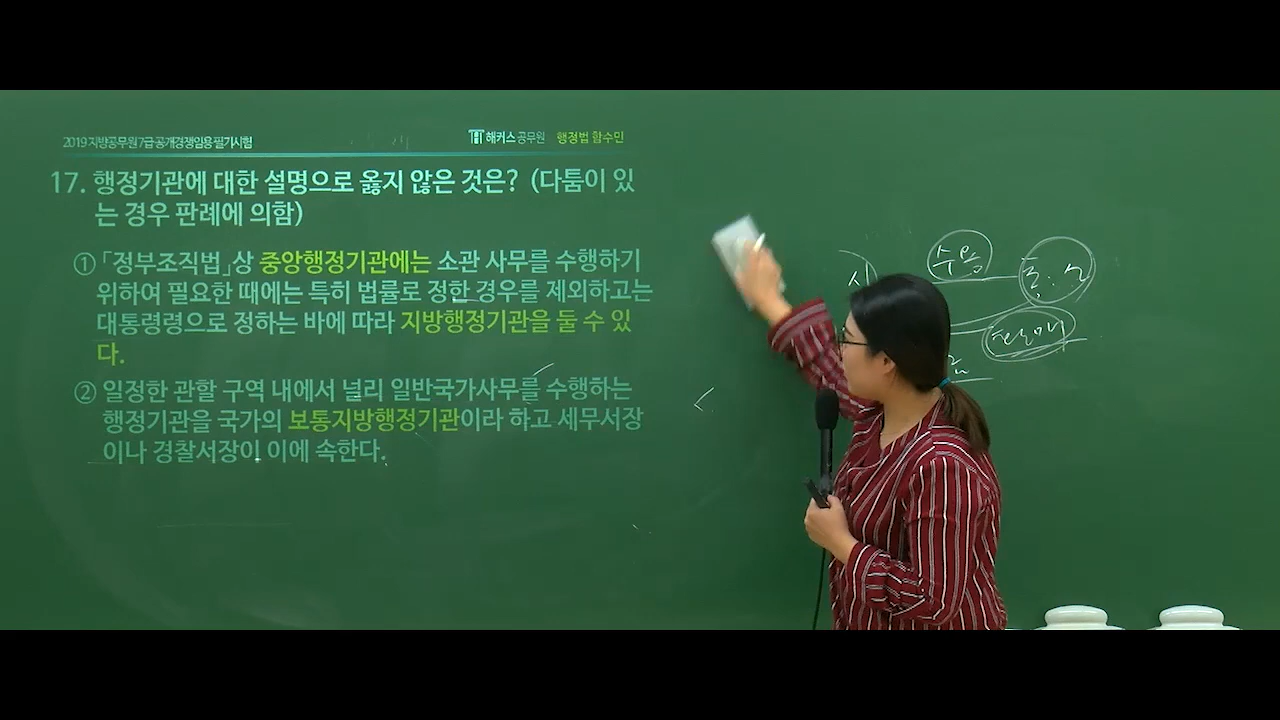 2019 지방공무원 7급 공개경쟁임용 필기시험
해커스공무원 행정법 함수민
17. 행정기관에 대한 설명으로 옳지 않은 것은? (다툼이 있
는 경우 판례에 의함)
① 「정부조직법」상 중앙행정기관에는 소관 사무를 수행하기
위하여 필요한 때에는 특히 법률로 정한 경우를 제외하고는
대통령령으로 정하는 바에 따라 지방행정기관을 둘 수 있
다.
② 일정한 관할 구역 내에서 널리 일반국가사무를 수행하는
행정기관을 국가의 보통지방행정기관이라 하고 세무서장
이나 경찰서장이 이에 속한다.
수용